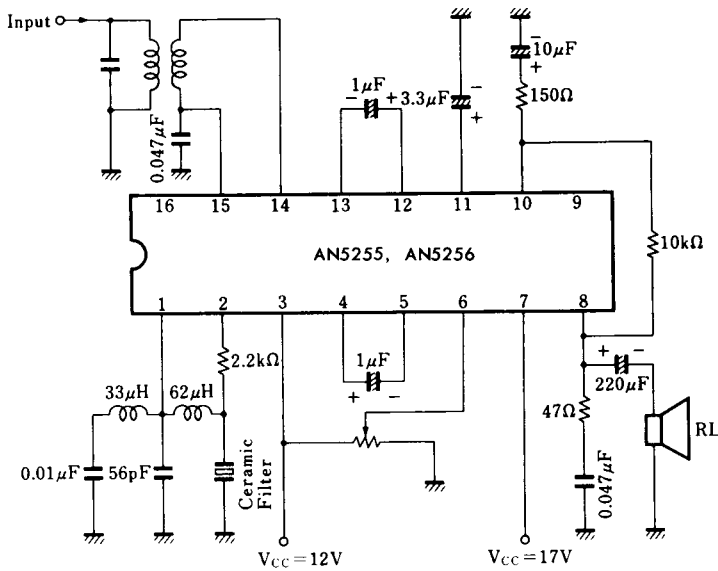 Input
1μF
− +
3.3μF
−
+
−
10μF
+
150Ω
0.047μF
16 15 14 13 12 11 10 9
10kΩ
AN5255, AN5256
1 2 3 4 5 6 7 8
2.2kΩ
1μF
+ −
+ −
220μF
33μH 62μH
47Ω
RL
0.01μF 56pF
Ceramic
Filter
0.047μF
VCC=12V
VCC=17V